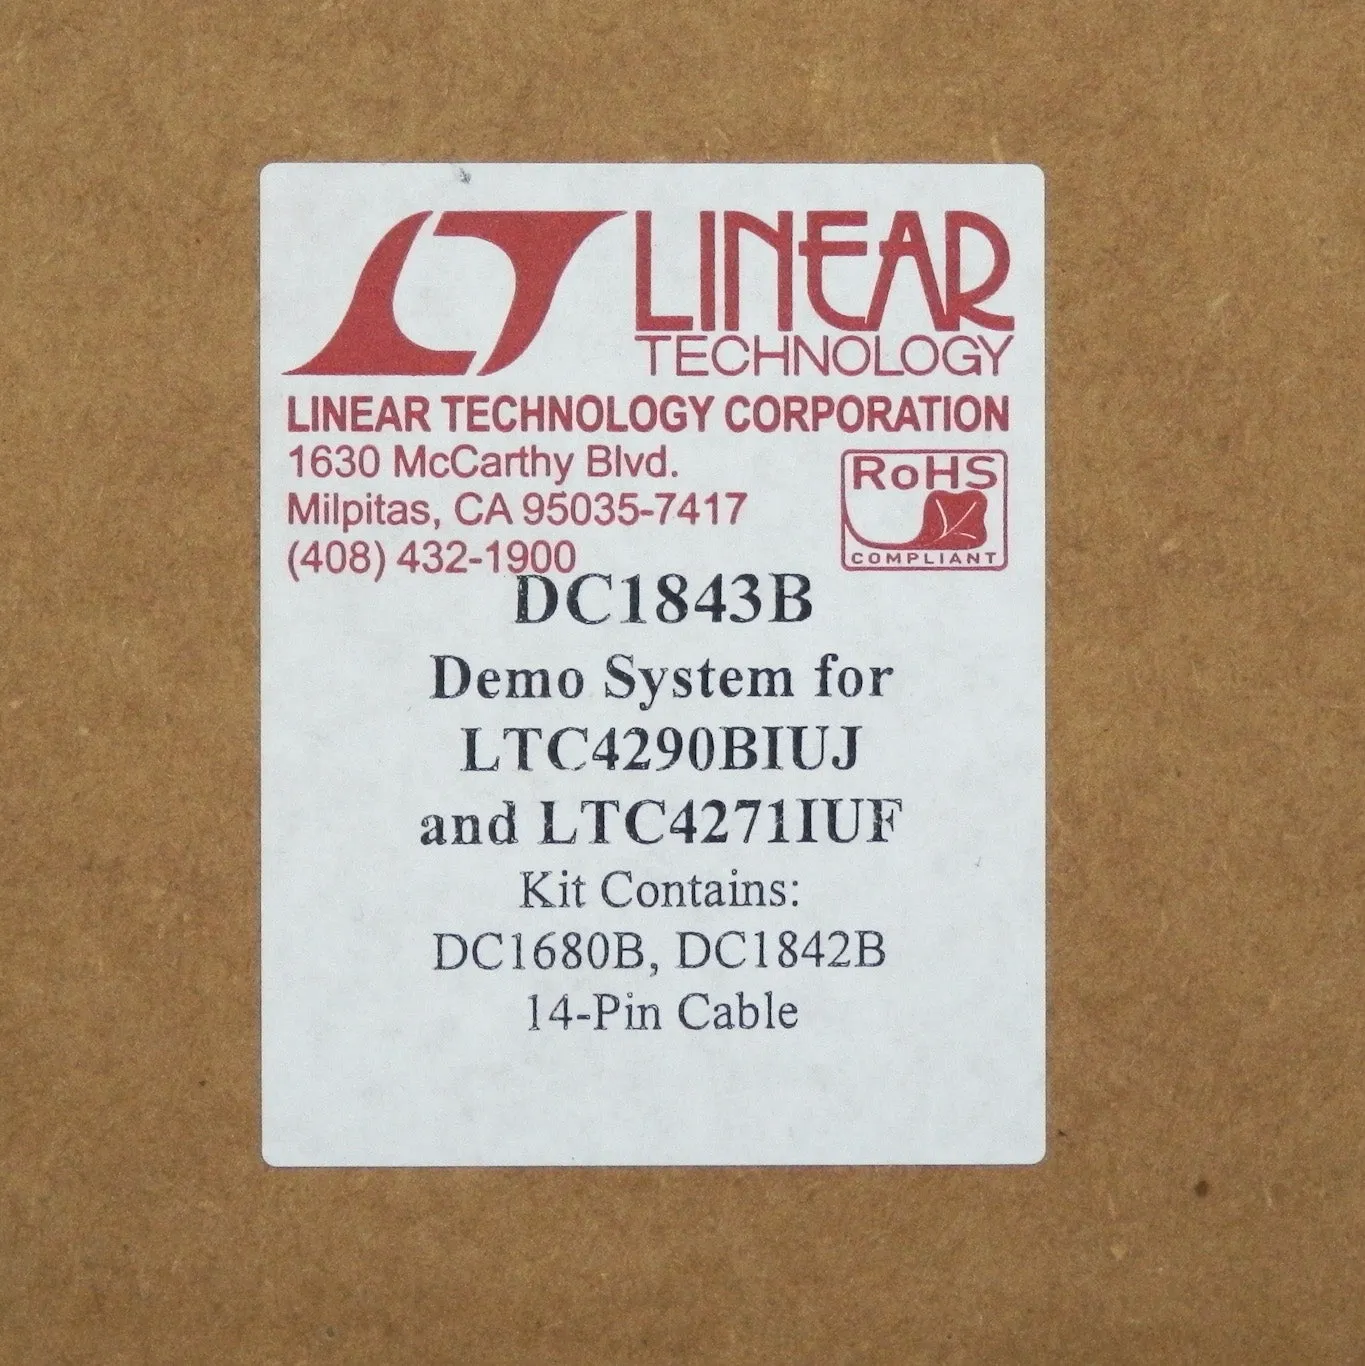 LINEAR
TECHNOLOGY
LINEAR TECHNOLOGY CORPORATION
1630 McCarthy Blvd.
Milpitas, CA 95035-7417
(408) 432-1900
RoHS
COMPLIANT
DC1843B
Demo System for
LTC4290BIUJ
and LTC4271IUF
Kit Contains:
DC1680B, DC1842B
14-Pin Cable